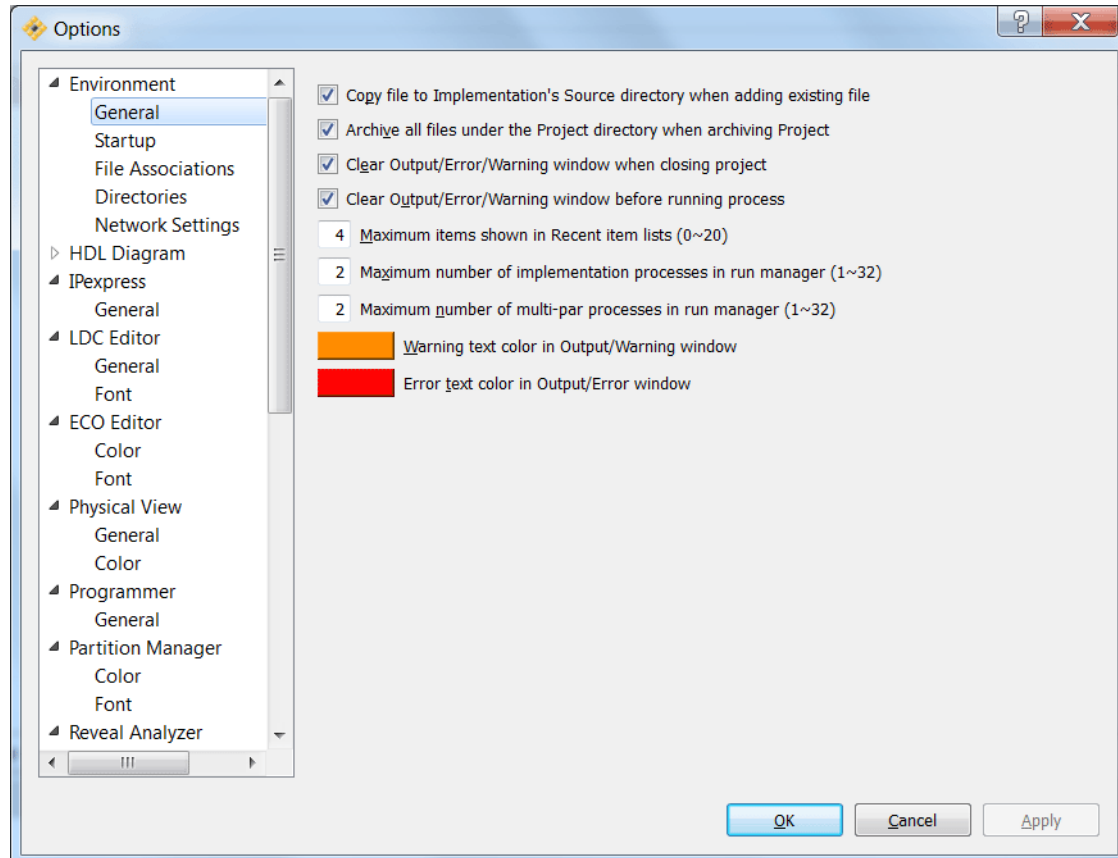 Options
Environment
General
Startup
File Associations
Directories
Network Settings
HDL Diagram
IPexpress
General
LDC Editor
General
Font
ECO Editor
Color
Font
Physical View
General
Color
Programmer
General
Partition Manager
Color
Font
Reveal Analyzer
Copy file to Implementation's Source directory when adding existing file
Archive all files under the Project directory when archiving Project
Clear Output/Error/Warning window when closing project
Clear Output/Error/Warning window before running process
4 Maximum items shown in Recent item lists (0~20)
2 Maximum number of implementation processes in run manager (1~32)
2 Maximum number of multi-par processes in run manager (1~32)
Warning text color in Output/Warning window
Error text color in Output/Error window
OK Cancel Apply